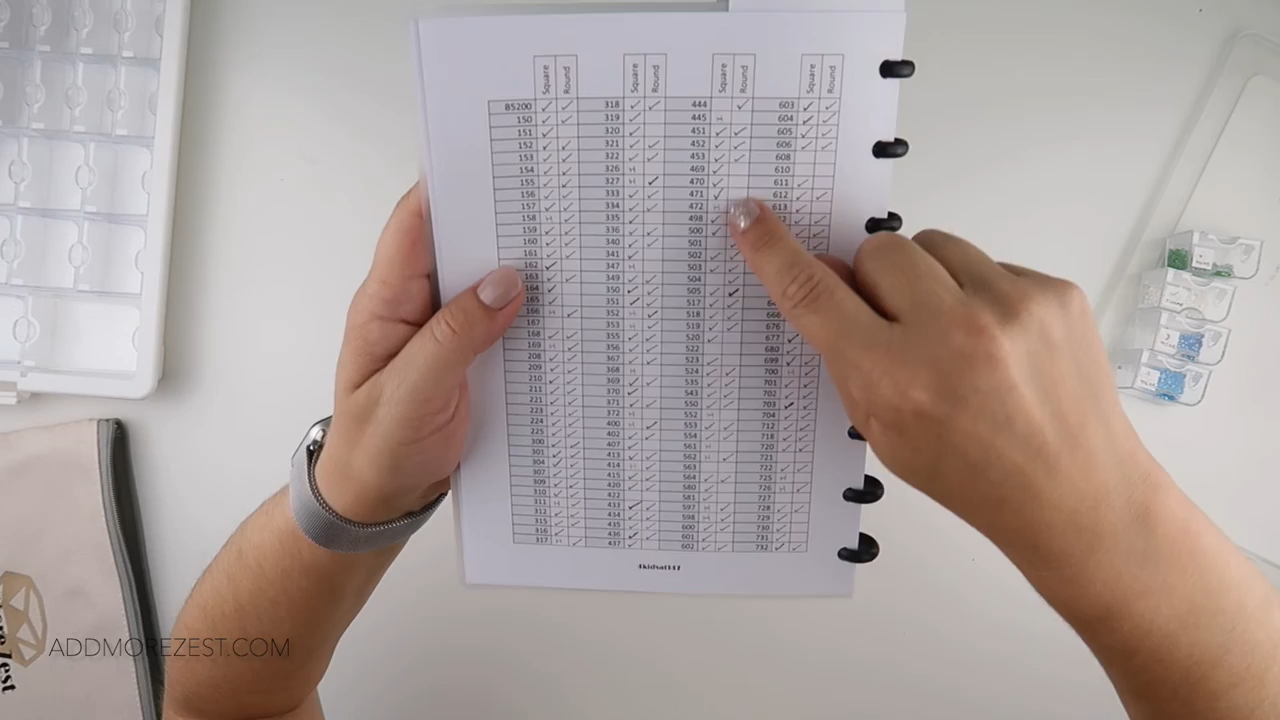 Square Round Square Round Square Round Square Round
B5200 ✓ ✓ 318 ✓ ✓ 444 ✓ 603 ✓ ✓
150 ✓ ✓ 319 ✓ 445 H 604 ✓ ✓
151 ✓ 320 ✓ 451 ✓ ✓ 605 ✓ ✓
152 ✓ ✓ 321 ✓ ✓ 452 ✓ ✓ 606 ✓ ✓
153 ✓ ✓ 322 ✓ ✓ 453 ✓ ✓ 608
154 ✓ ✓ 326 H 469 ✓ 610
155 ✓ ✓ 327 H ✓ 470 ✓ 611 ✓
156 ✓ ✓ 333 ✓ ✓ 471 ✓ 612 ✓
157 ✓ ✓ 334 ✓ ✓ 472 H 613
158 H ✓ 335 ✓ 498 ✓
159 ✓ ✓ 336 ✓ ✓ 500 ✓
160 ✓ ✓ 340 ✓ ✓ 501
161 ✓ ✓ 341 ✓ 502
162 ✓ 347 H 503 ✓ ✓
163 ✓ 349 ✓ ✓ 504 ✓
164 ✓ 350 ✓ ✓ 505 ✓
165 ✓ 351 ✓ ✓ 517 ✓ ✓
166 H ✓ 352 H ✓ 518 ✓ ✓ 666
167 353 H ✓ 519 ✓ ✓ 676
168 ✓ 355 ✓ ✓ 520 ✓ 677 ✓
169 H 356 ✓ ✓ 522 680
208 ✓ ✓ 367 ✓ ✓ 523 ✓ 699 ✓
209 ✓ ✓ 368 H 524 ✓ ✓ 700 H
210 ✓ ✓ 369 ✓ ✓ 535 ✓ ✓ 701 ✓ ✓
211 ✓ ✓ 370 ✓ 543 ✓ ✓ 702 ✓ ✓
221 ✓ ✓ 371 ✓ ✓ 550 ✓ ✓ 703 ✓ ✓
223 ✓ ✓ 372 H 552 H 704 ✓ ✓
224 ✓ ✓ 400 H ✓ 553 ✓ ✓ 712 ✓ ✓
225 ✓ ✓ 402 ✓ ✓ 554 ✓ ✓ 718 ✓ ✓
300 ✓ ✓ 407 ✓ ✓ 561 H 720 ✓ ✓
301 ✓ ✓ 413 ✓ ✓ 562 H ✓ 721
304 ✓ ✓ 414 H ✓ 563 722 ✓ ✓
307 ✓ ✓ 415 ✓ ✓ 564 ✓ ✓ 725 H
309 ✓ ✓ 420 ✓ ✓ 580 ✓ ✓ 726 H ✓
310 ✓ ✓ 422 ✓ 581 ✓ 727
311 H ✓ 433 ✓ ✓ 597 H ✓ 728 ✓ ✓
312 ✓ ✓ 434 ✓ ✓ 598 H ✓ 729 ✓
315 ✓ ✓ 435 ✓ ✓ 600 ✓ ✓ 730 ✓ ✓
316 ✓ 436 ✓ ✓ 601 ✓ ✓ 731 ✓
317 H ✓ 437 ✓ ✓ 602 ✓ ✓ 732 ✓ ✓
4kidsat147
ADDMOREZEST.COM
Zest